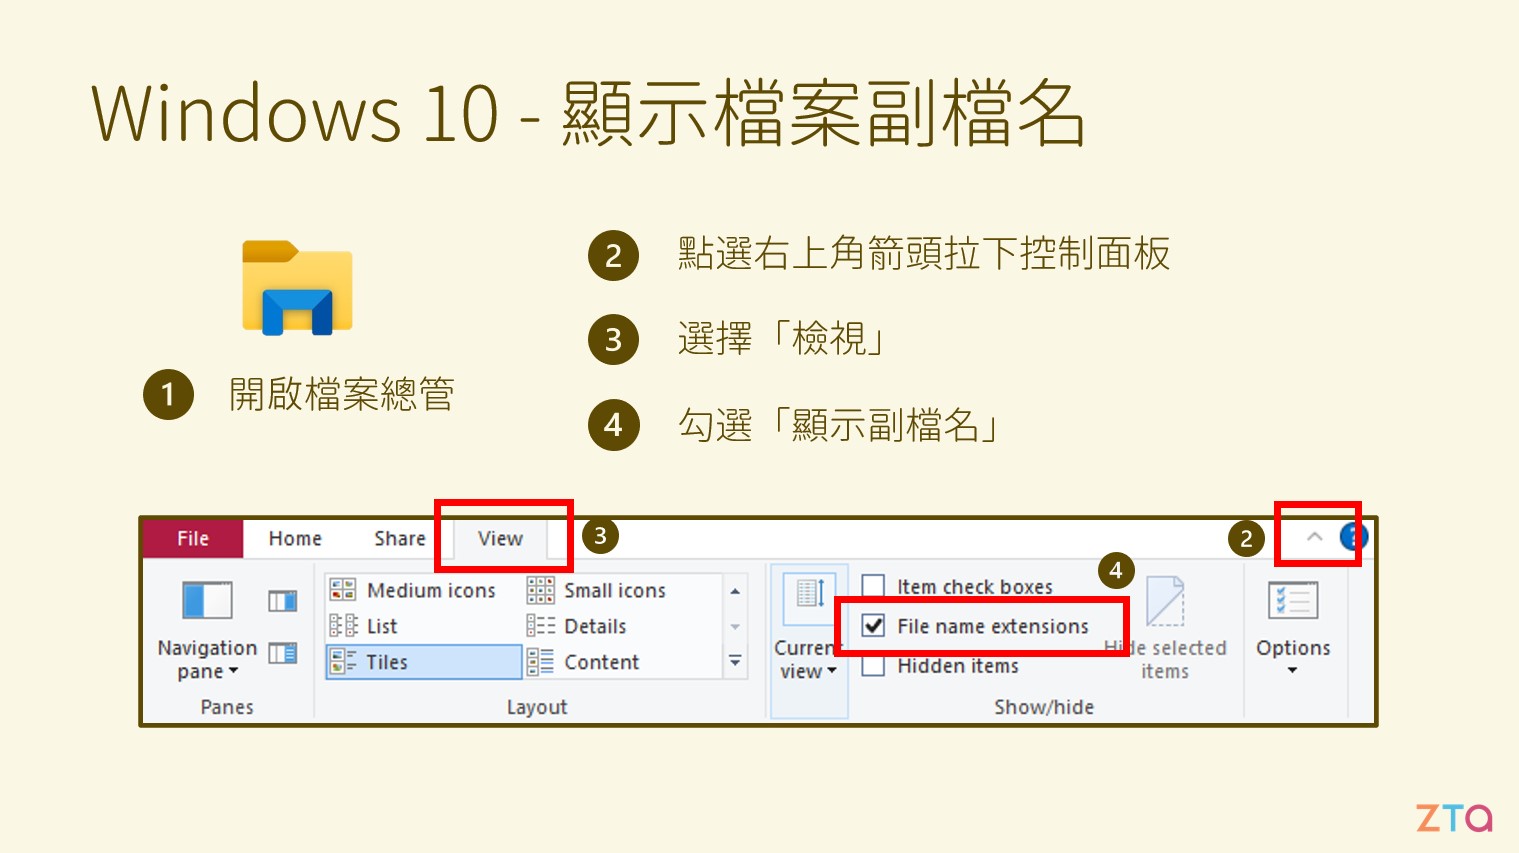 Windows 10 - 顯示檔案副檔名
1 開啟檔案總管
2 點選右上角箭頭拉下控制面板
3 選擇「檢視」
4 勾選「顯示副檔名」
File Home Share View 3 2 ?
4
Navigation pane
Panes
Medium icons Small icons
List Details
Tiles Content
Layout
Current view
Item check boxes
File name extensions
Hidden items
Hide selected items
Show/hide
Options
ZTA